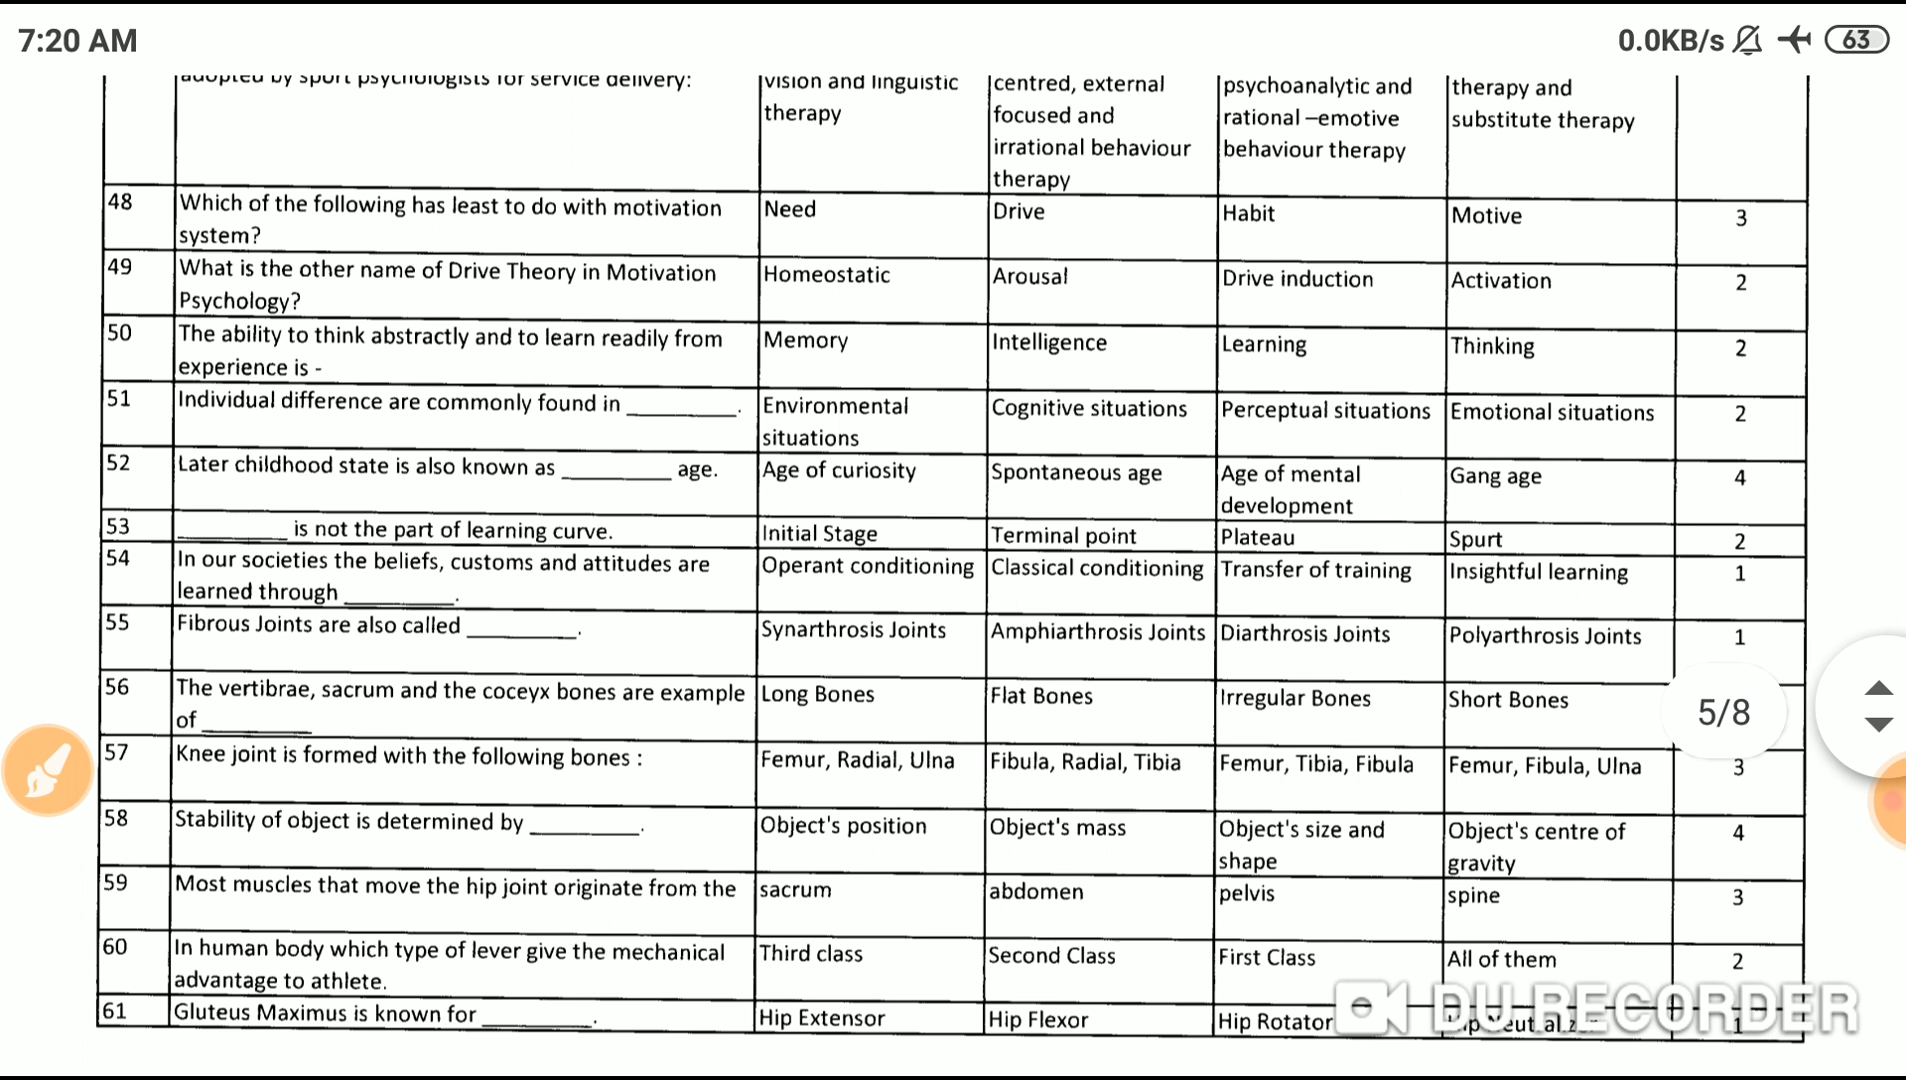 7:20 AM
0.0KB/s
63
adopted by sport psychologists for service delivery:
vision and linguistic
therapy
centred, external
focused and
irrational behaviour
therapy
psychoanalytic and
rational –emotive
behaviour therapy
therapy and
substitute therapy
48
Which of the following has least to do with motivation
system?
Need
Drive
Habit
Motive
3
49
What is the other name of Drive Theory in Motivation
Psychology?
Homeostatic
Arousal
Drive induction
Activation
2
50
The ability to think abstractly and to learn readily from
experience is -
Memory
Intelligence
Learning
Thinking
2
51
Individual difference are commonly found in _________.
Environmental
situations
Cognitive situations
Perceptual situations
Emotional situations
2
52
Later childhood state is also known as _________ age.
Age of curiosity
Spontaneous age
Age of mental
development
Gang age
4
53
_________ is not the part of learning curve.
Initial Stage
Terminal point
Plateau
Spurt
2
54
In our societies the beliefs, customs and attitudes are
learned through _________.
Operant conditioning
Classical conditioning
Transfer of training
Insightful learning
1
55
Fibrous Joints are also called _________.
Synarthrosis Joints
Amphiarthrosis Joints
Diarthrosis Joints
Polyarthrosis Joints
1
56
The vertibrae, sacrum and the coceyx bones are example
of _________
Long Bones
Flat Bones
Irregular Bones
Short Bones
5/8
57
Knee joint is formed with the following bones :
Femur, Radial, Ulna
Fibula, Radial, Tibia
Femur, Tibia, Fibula
Femur, Fibula, Ulna
3
58
Stability of object is determined by _________.
Object's position
Object's mass
Object's size and
shape
Object's centre of
gravity
4
59
Most muscles that move the hip joint originate from the
sacrum
abdomen
pelvis
spine
3
60
In human body which type of lever give the mechanical
advantage to athlete.
Third class
Second Class
First Class
All of them
2
61
Gluteus Maximus is known for _________.
Hip Extensor
Hip Flexor
Hip Rotator
1
DU RECORDER